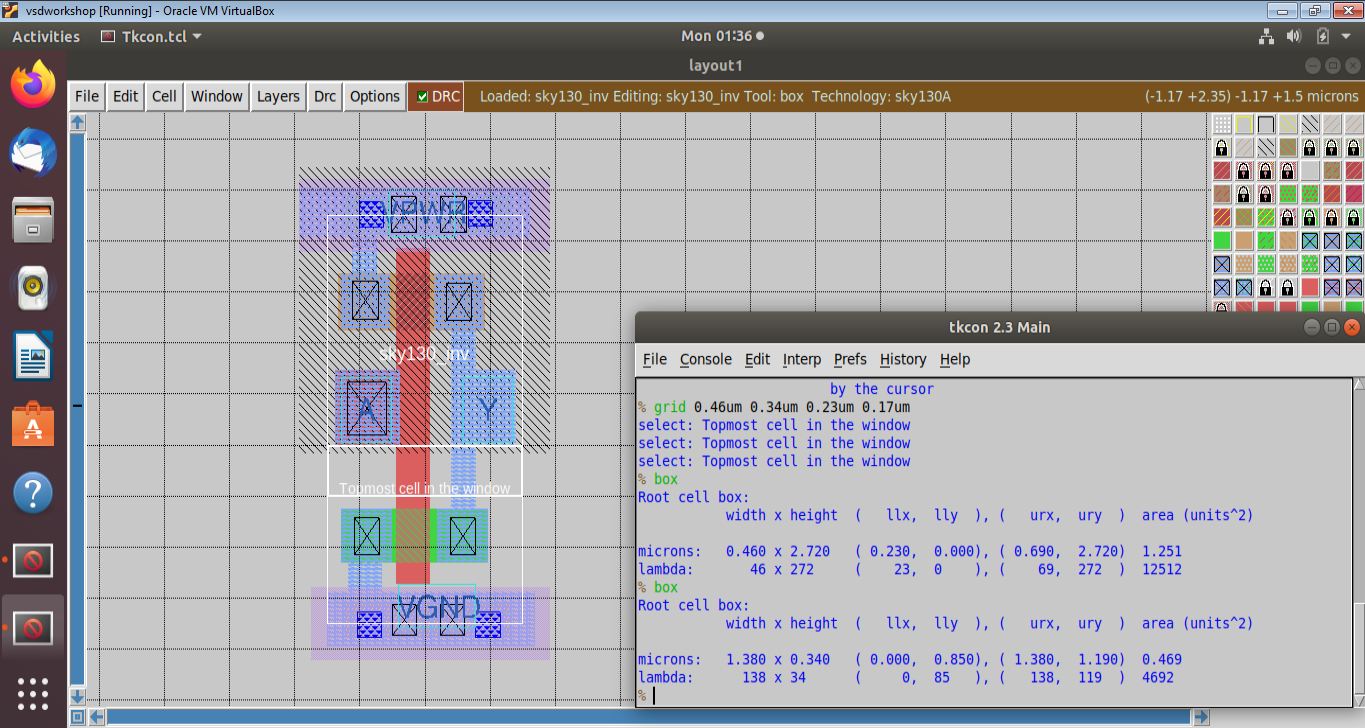 vsdworkshop [Running] - Oracle VM VirtualBox
Activities Tkcon.tcl Mon 01:36
layout1
File Edit Cell Window Layers Drc Options DRC Loaded: sky130_inv Editing: sky130_inv Tool: box Technology: sky130A (-1.17 +2.35) -1.17 +1.5 microns
VPWR
sky130_inv
A Y
Topmost cell in the window
VGND
tkcon 2.3 Main
File Console Edit Interp Prefs History Help
by the cursor
% grid 0.46um 0.34um 0.23um 0.17um
select: Topmost cell in the window
select: Topmost cell in the window
select: Topmost cell in the window
% box
Root cell box:
width x height ( llx, lly ), ( urx, ury ) area (units^2)
microns: 0.460 x 2.720 ( 0.230, 0.000), ( 0.690, 2.720) 1.251
lambda: 46 x 272 ( 23, 0 ), ( 69, 272 ) 12512
% box
Root cell box:
width x height ( llx, lly ), ( urx, ury ) area (units^2)
microns: 1.380 x 0.340 ( 0.000, 0.850), ( 1.380, 1.190) 0.469
lambda: 138 x 34 ( 0, 85 ), ( 138, 119 ) 4692
%